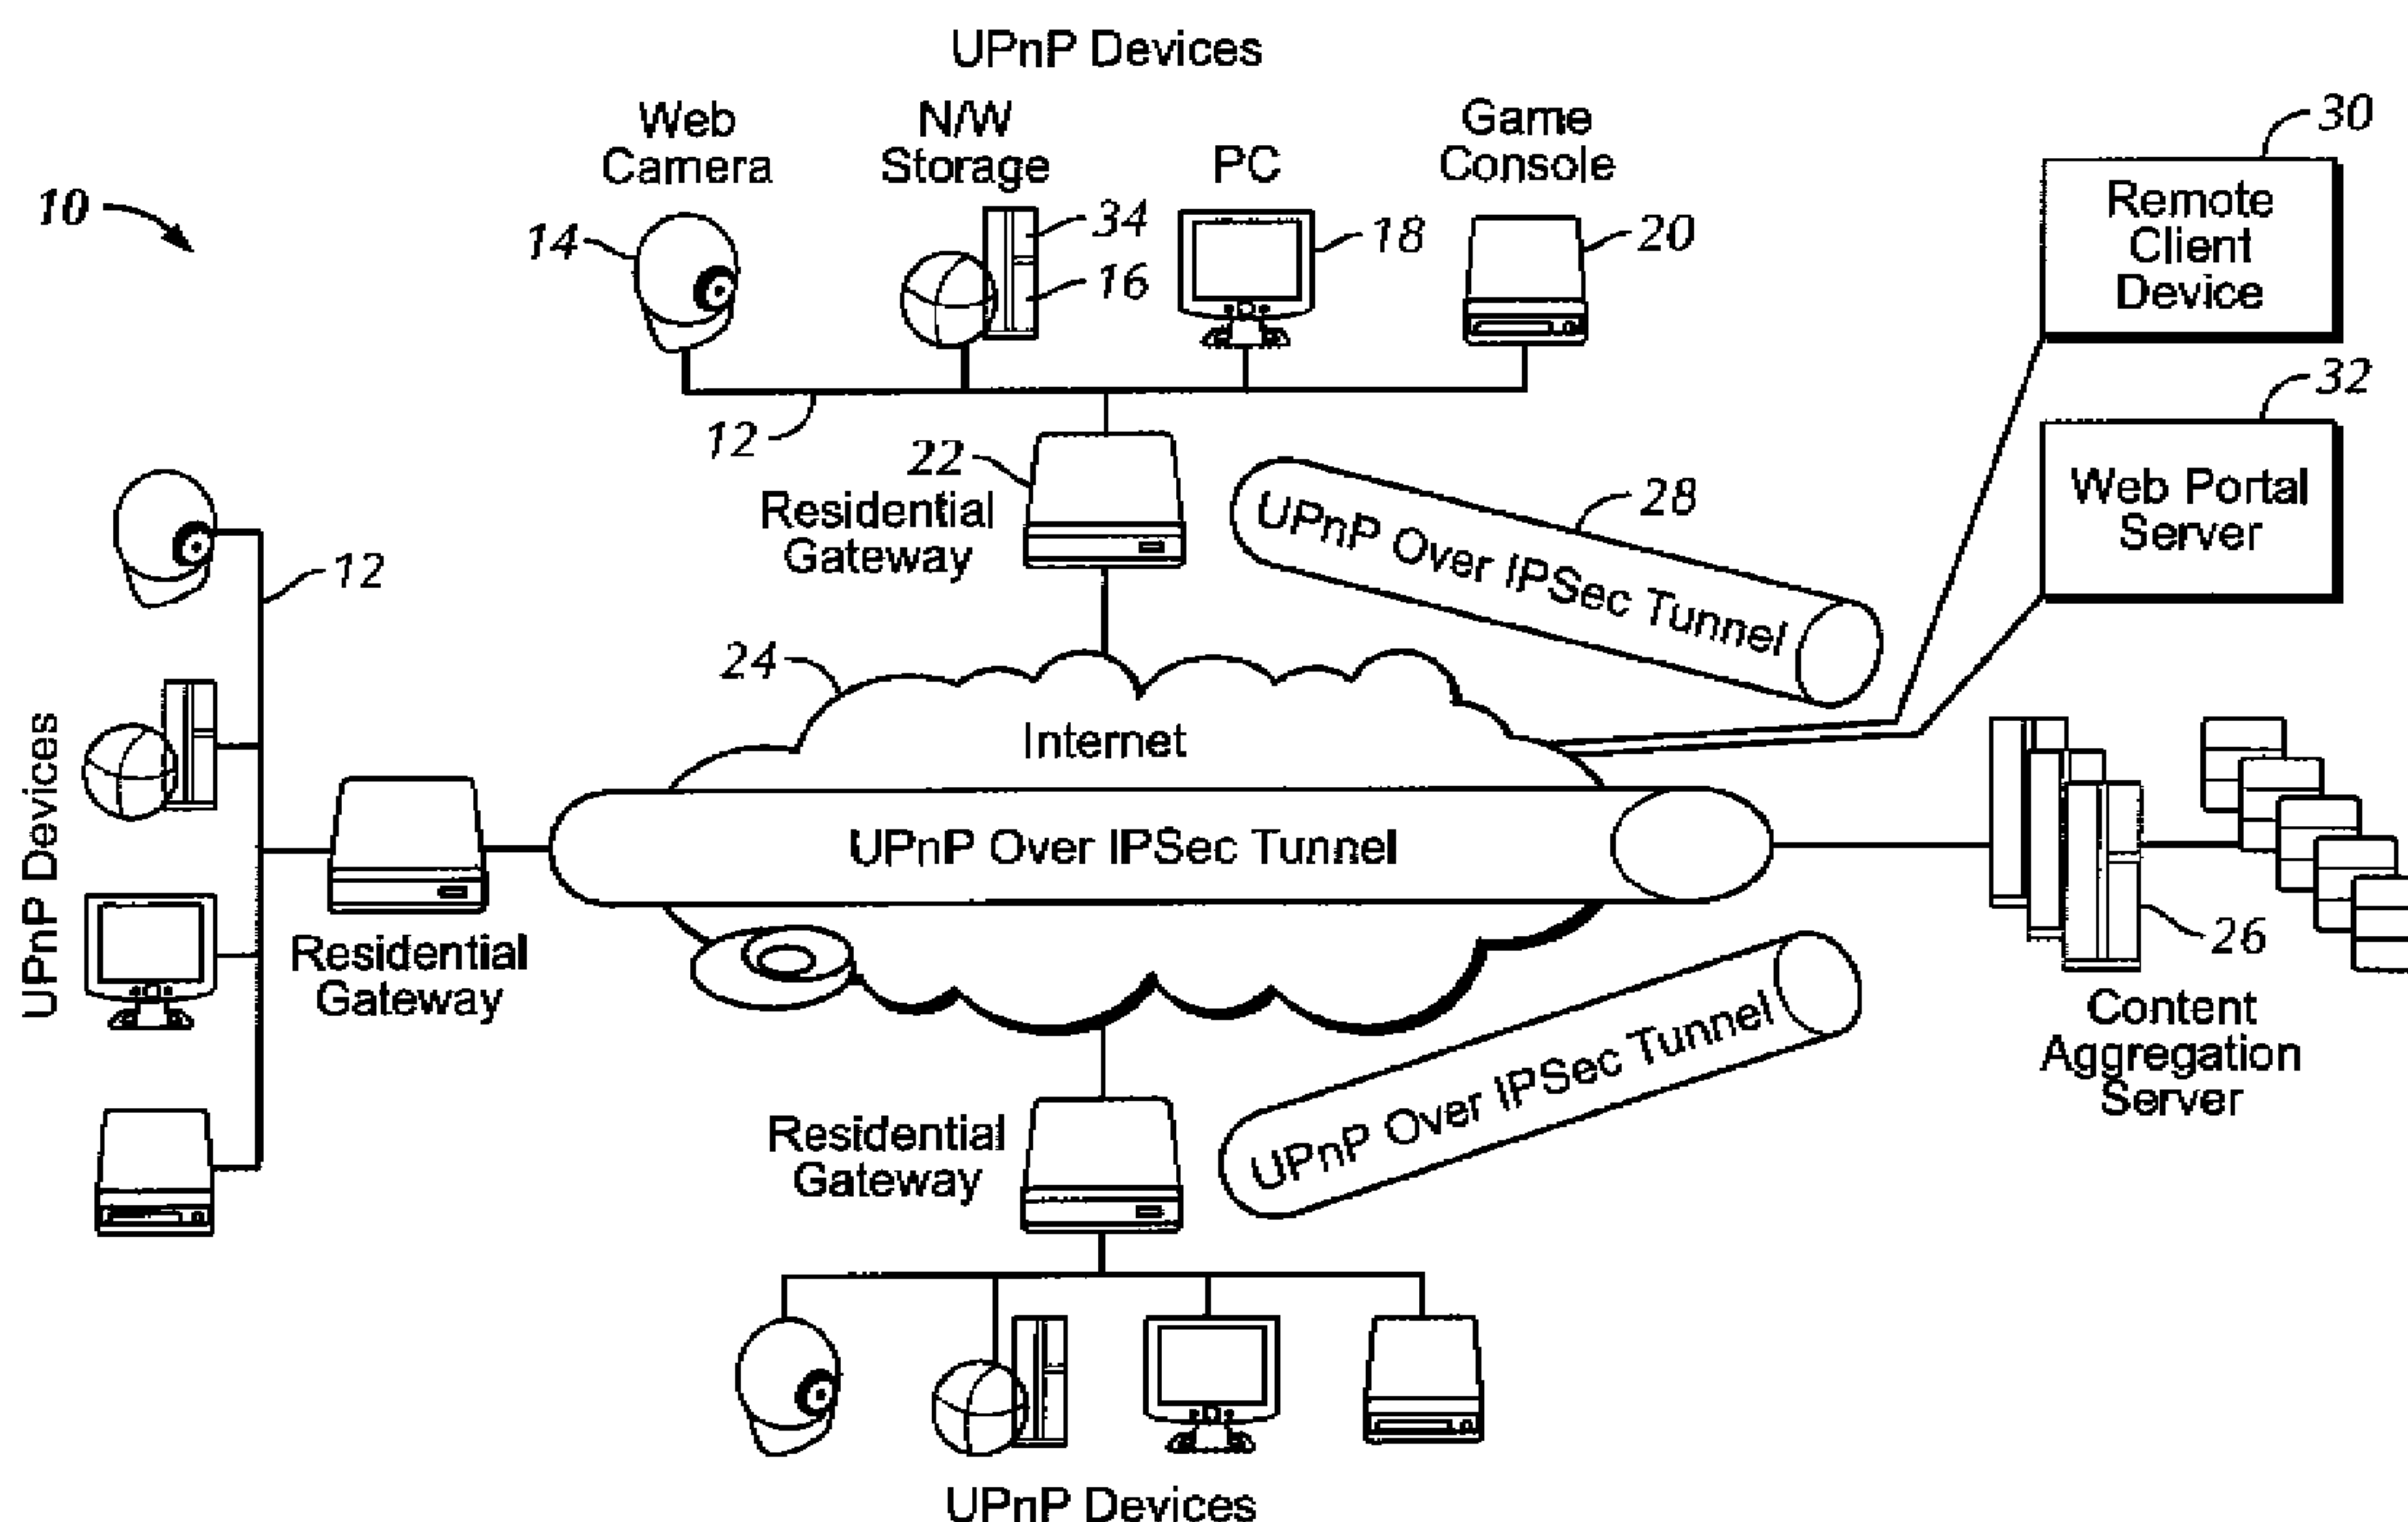 UPnP Devices
Web
Camera
N/W
Storage
PC
Game
Console
10
14
34
16
18
20
30
Remote
Client
Device
12
22
Residential
Gateway
28
UPnP Over IPSec Tunnel
32
Web Portal
Server
12
24
Internet
UPnP Devices
Residential
Gateway
UPnP Over IPSec Tunnel
26
Content
Aggregation
Server
Residential
Gateway
UPnP Over IPSec Tunnel
UPnP Devices